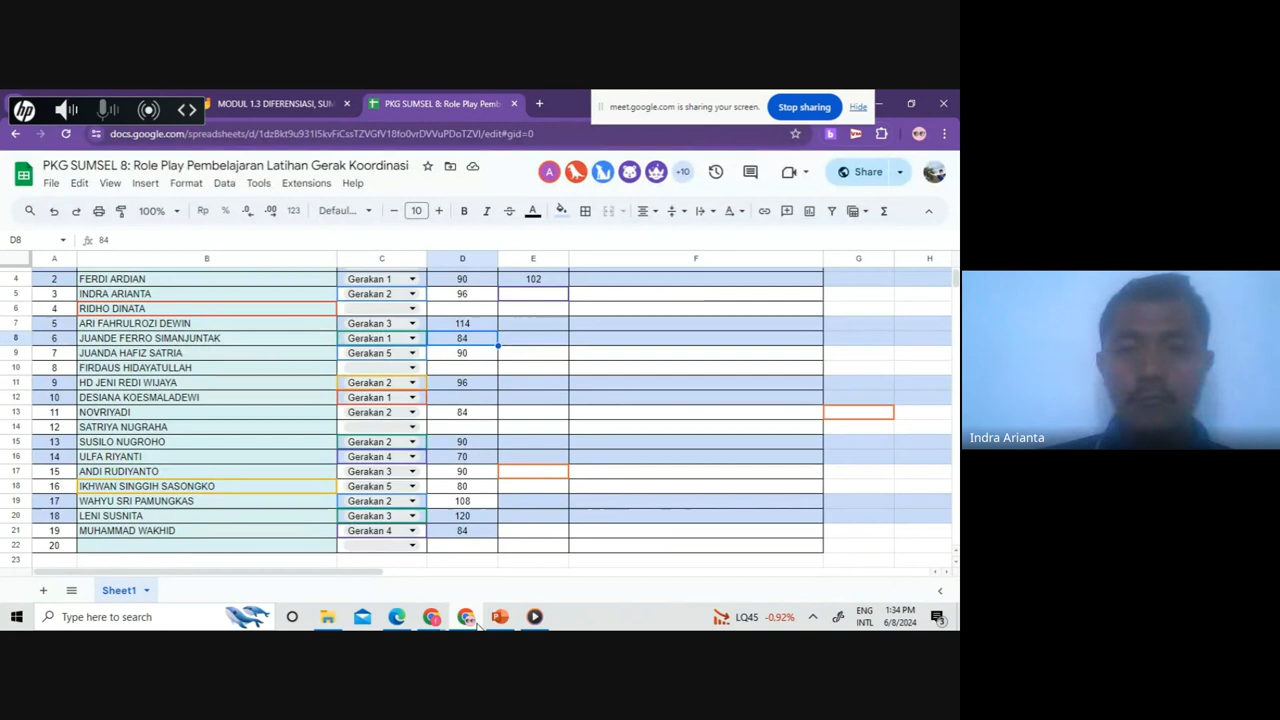 MODUL 1.3 DIFERENSIASI, SUM
PKG SUMSEL 8: Role Play Pemb
meet.google.com is sharing your screen.
Stop sharing
Hide
PKG SUMSEL 8: Role Play Pembelajaran Latihan Gerak Koordinasi
A
+10
Share
File Edit View Insert Format Data Tools Extensions Help
100% Rp % .0 .00 123 Defaul... 10 B I A
D8 84
A B C D E F G H
4 2 FERDI ARDIAN Gerakan 1 90 102
5 3 INDRA ARIANTA Gerakan 2 96
6 4 RIDHO DINATA
7 5 ARI FAHRULROZI DEWIN Gerakan 3 114
8 6 JUANDE FERRO SIMANJUNTAK Gerakan 1 84
9 7 JUANDA HAFIZ SATRIA Gerakan 5 90
10 8 FIRDAUS HIDAYATULLAH
11 9 HD JENI REDI WIJAYA Gerakan 2 96
12 10 DESIANA KOESMALADEWI Gerakan 1
13 11 NOVRIYADI Gerakan 2 84
14 12 SATRIYA NUGRAHA
15 13 SUSILO NUGROHO Gerakan 2 90
16 14 ULFA RIYANTI Gerakan 4 70
17 15 ANDI RUDIYANTO Gerakan 3 90
18 16 IKHWAN SINGGIH SASONGKO Gerakan 5 80
19 17 WAHYU SRI PAMUNGKAS Gerakan 2 108
20 18 LENI SUSNITA Gerakan 3 120
21 19 MUHAMMAD WAKHID Gerakan 4 84
22 20
23
Sheet1
Type here to search
LQ45 -0,92%
ENG
INTL
1:34 PM
6/8/2024
3
Indra Arianta
hp